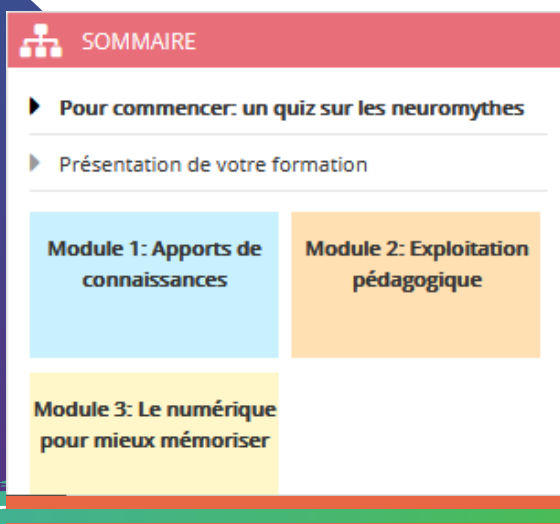 SOMMAIRE
Pour commencer: un quiz sur les neuromythes
Présentation de votre formation
Module 1: Apports de
connaissances
Module 2: Exploitation
pédagogique
Module 3: Le numérique
pour mieux mémoriser